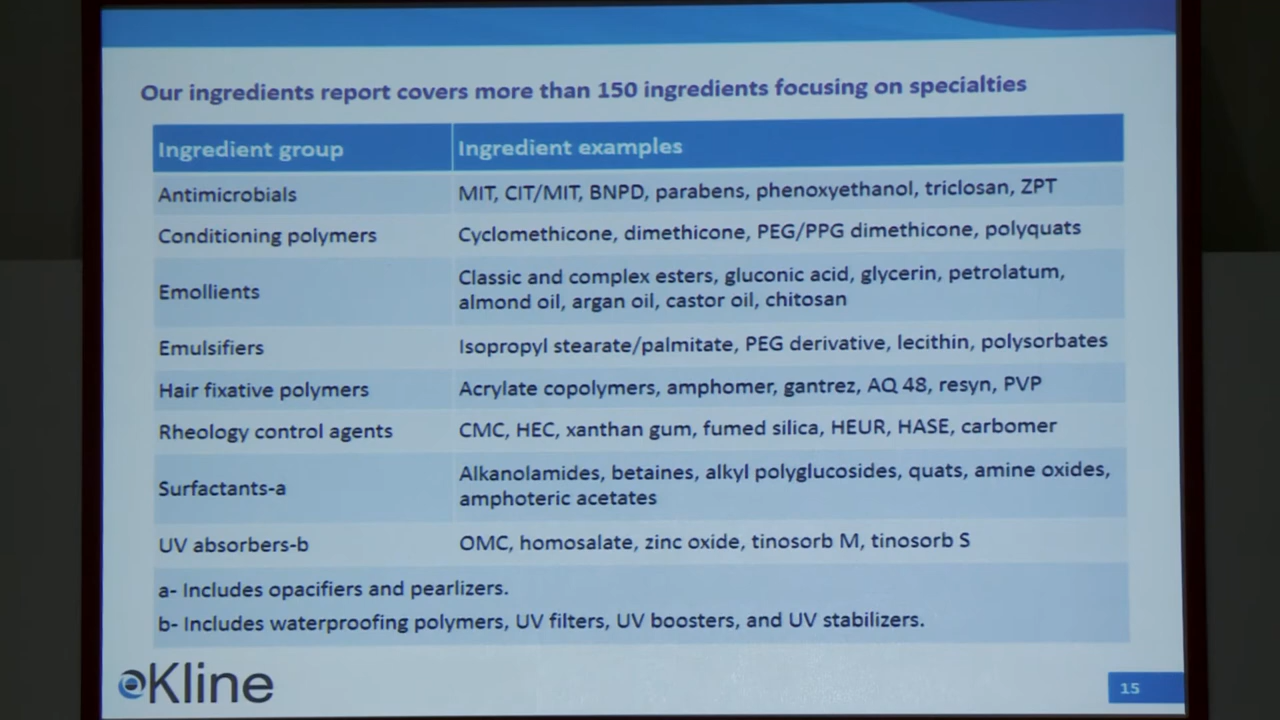 Our ingredients report covers more than 150 ingredients focusing on specialties
Ingredient group Ingredient examples
Antimicrobials MIT, CIT/MIT, BNPD, parabens, phenoxyethanol, triclosan, ZPT
Conditioning polymers Cyclomethicone, dimethicone, PEG/PPG dimethicone, polyquats
Emollients Classic and complex esters, gluconic acid, glycerin, petrolatum,
almond oil, argan oil, castor oil, chitosan
Emulsifiers Isopropyl stearate/palmitate, PEG derivative, lecithin, polysorbates
Hair fixative polymers Acrylate copolymers, amphomer, gantrez, AQ 48, resyn, PVP
Rheology control agents CMC, HEC, xanthan gum, fumed silica, HEUR, HASE, carbomer
Surfactants-a Alkanolamides, betaines, alkyl polyglucosides, quats, amine oxides,
amphoteric acetates
UV absorbers-b OMC, homosalate, zinc oxide, tinosorb M, tinosorb S
a- Includes opacifiers and pearlizers.
b- Includes waterproofing polymers, UV filters, UV boosters, and UV stabilizers.
Kline
15